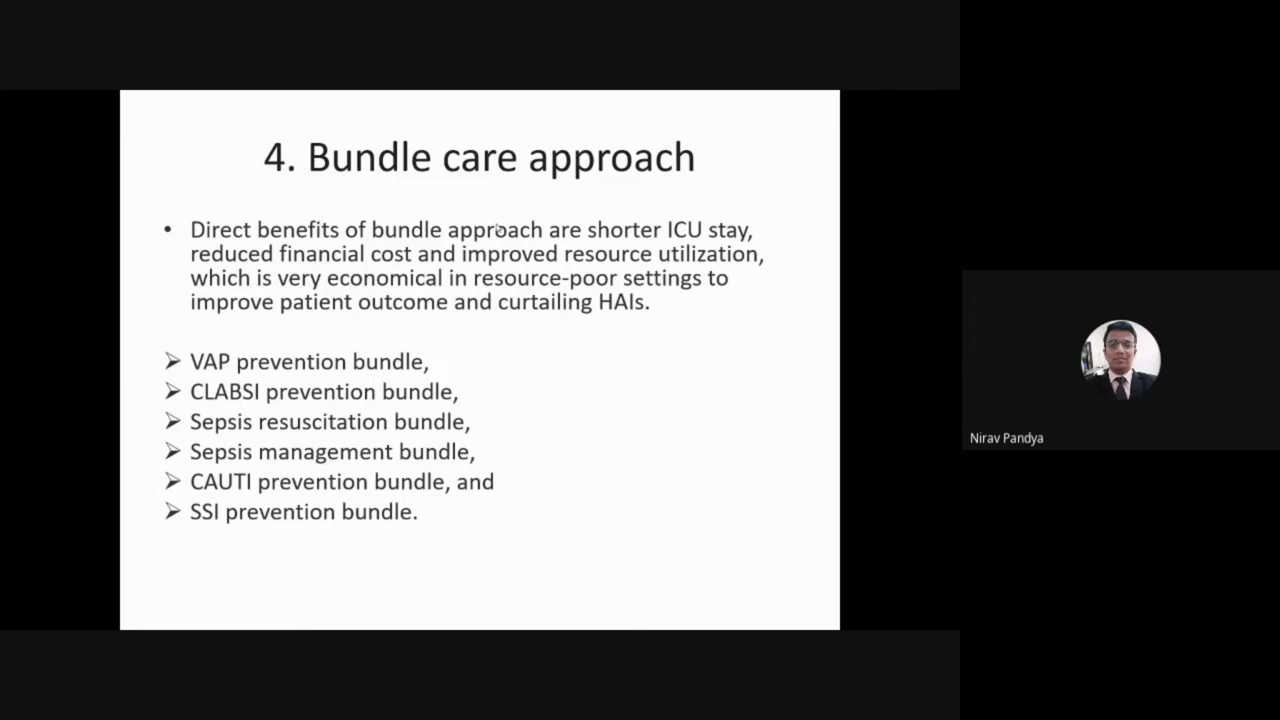 4. Bundle care approach
• Direct benefits of bundle approach are shorter ICU stay,
reduced financial cost and improved resource utilization,
which is very economical in resource-poor settings to
improve patient outcome and curtailing HAIs.
➢ VAP prevention bundle,
➢ CLABSI prevention bundle,
➢ Sepsis resuscitation bundle,
➢ Sepsis management bundle,
➢ CAUTI prevention bundle, and
➢ SSI prevention bundle.
Nirav Pandya